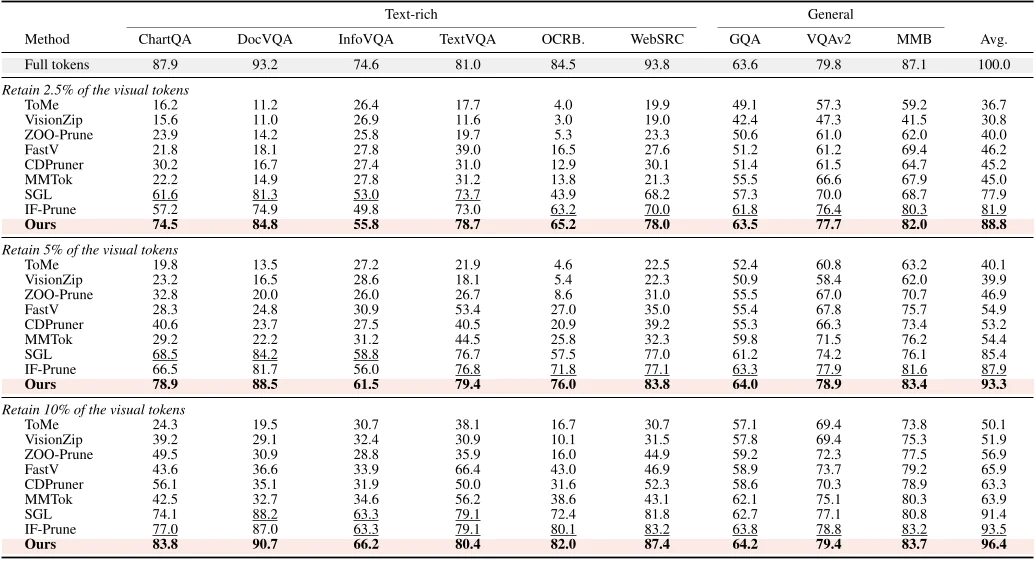 Text-rich General
Method ChartQA DocVQA InfoVQA TextVQA OCRB. WebSRC GQA VQAv2 MMB Avg.
Full tokens 87.9 93.2 74.6 81.0 84.5 93.8 63.6 79.8 87.1 100.0
Retain 2.5% of the visual tokens
ToMe 16.2 11.2 26.4 17.7 4.0 19.9 49.1 57.3 59.2 36.7
VisionZip 15.6 11.0 26.9 11.6 3.0 19.0 42.4 47.3 41.5 30.8
ZOO-Prune 23.9 14.2 25.8 19.7 5.3 23.3 50.6 61.0 62.0 40.0
FastV 21.8 18.1 27.8 39.0 16.5 27.6 51.2 61.2 69.4 46.2
CDPruner 30.2 16.7 27.4 31.0 12.9 30.1 51.4 61.5 64.7 45.2
MMTok 22.2 14.9 27.8 31.2 13.8 21.3 55.5 66.6 67.9 45.0
SGL 61.6 81.3 53.0 73.7 43.9 68.2 57.3 70.0 68.7 77.9
IF-Prune 57.2 74.9 49.8 73.0 63.2 70.0 61.8 76.4 80.3 81.9
Ours 74.5 84.8 55.8 78.7 65.2 78.0 63.5 77.7 82.0 88.8
Retain 5% of the visual tokens
ToMe 19.8 13.5 27.2 21.9 4.6 22.5 52.4 60.8 63.2 40.1
VisionZip 23.2 16.5 28.6 18.1 5.4 22.3 50.9 58.4 62.0 39.9
ZOO-Prune 32.8 20.0 26.0 26.7 8.6 31.0 55.5 67.0 70.7 46.9
FastV 28.3 24.8 30.9 53.4 27.0 35.0 55.4 67.8 75.7 54.9
CDPruner 40.6 23.7 27.5 40.5 20.9 39.2 55.3 66.3 73.4 53.2
MMTok 29.2 22.2 31.2 44.5 25.8 32.3 59.8 71.5 76.2 54.4
SGL 68.5 84.2 58.8 76.7 57.5 77.0 61.2 74.2 76.1 85.4
IF-Prune 66.5 81.7 56.0 76.8 71.8 77.1 63.3 77.9 81.6 87.9
Ours 78.9 88.5 61.5 79.4 76.0 83.8 64.0 78.9 83.4 93.3
Retain 10% of the visual tokens
ToMe 24.3 19.5 30.7 38.1 16.7 30.7 57.1 69.4 73.8 50.1
VisionZip 39.2 29.1 32.4 30.9 10.1 31.5 57.8 69.4 75.3 51.9
ZOO-Prune 49.5 30.9 28.8 35.9 16.0 44.9 59.2 72.3 77.5 56.9
FastV 43.6 36.6 33.9 66.4 43.0 46.9 58.9 73.7 79.2 65.9
CDPruner 56.1 35.1 31.9 50.0 31.6 52.3 58.6 70.3 78.9 63.3
MMTok 42.5 32.7 34.6 56.2 38.6 43.1 62.1 75.1 80.3 63.9
SGL 74.1 88.2 63.3 79.1 72.4 81.8 62.7 77.1 80.8 91.4
IF-Prune 77.0 87.0 63.3 79.1 80.1 83.2 63.8 78.8 83.2 93.5
Ours 83.8 90.7 66.2 80.4 82.0 87.4 64.2 79.4 83.7 96.4